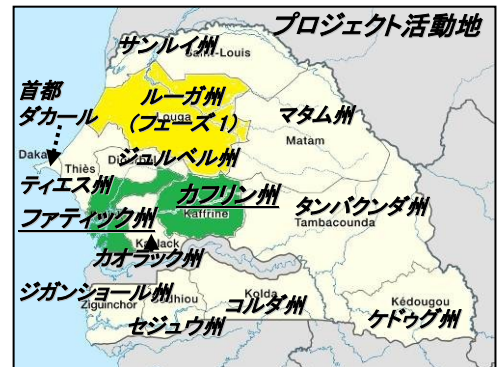 プロジェクト活動地
サンルイ州
Saint-Louis
首都
ダカール
ルーガ州
Louga
(フェーズ 1)
マタム州
Matam
Daka
Thiès
ジュルベル州
ティエス州
カフリン州
Kaffrine
タンバクンダ州
Tambacounda
ファティック州
カオラック州
ジガンショール州
Ziguinchor
Kolda
コルダ州
セジュウ州
Kédougou
ケドゥグ州